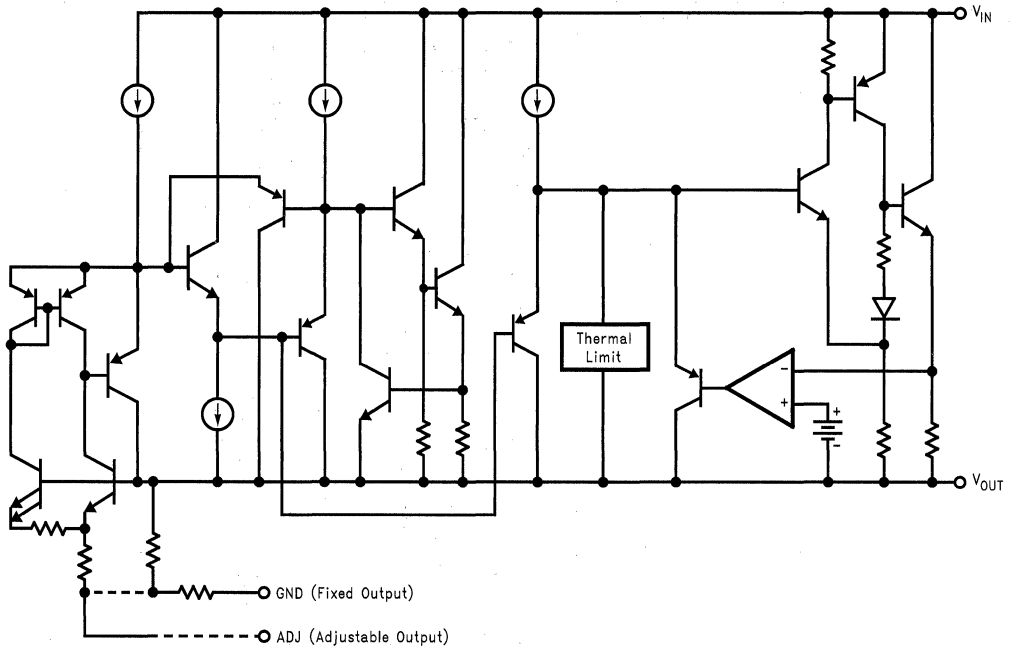 V_IN
Thermal
Limit
-
+
+
-
V_OUT
GND (Fixed Output)
ADJ (Adjustable Output)